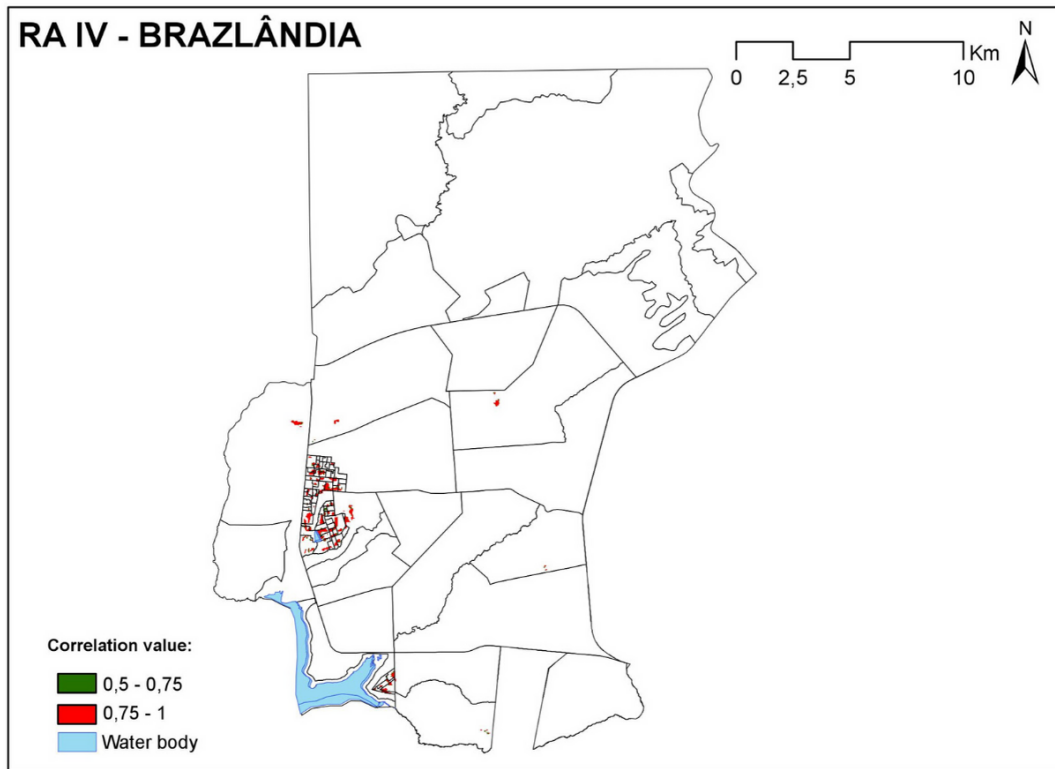 RA IV - BRAZLÂNDIA
N
Km
0 2,5 5 10
Correlation value:
0,5 - 0,75
0,75 - 1
Water body